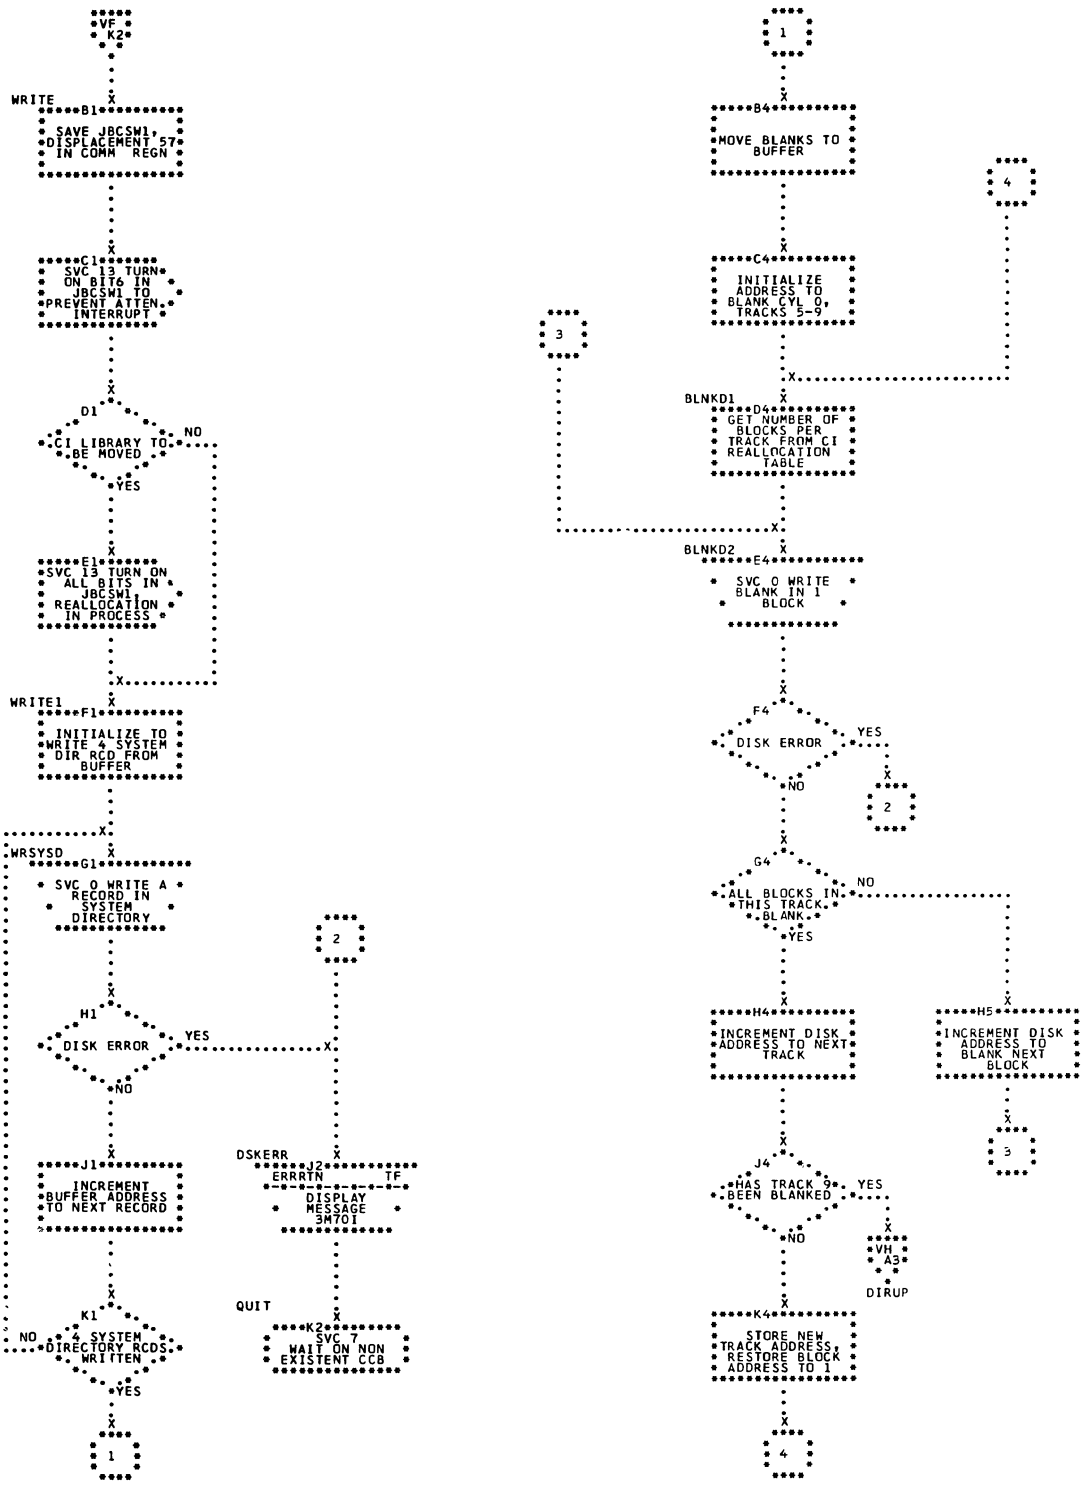 VF
K2
WRITE
B1
SAVE JBCSW1,
DISPLACEMENT 57
IN COMM REGN
C1
SVC 13 TURN
ON BIT6 IN
JBCSW1 TO
PREVENT ATTEN.
INTERRUPT
D1
CI LIBRARY TO
BE MOVED
NO
YES
E1
SVC 13 TURN ON
ALL BITS IN
JBCSW1,
REALLOCATION
IN PROCESS
WRITE1
F1
INITIALIZE TO
WRITE 4 SYSTEM
DIR RCD FROM
BUFFER
WRSYSD
G1
SVC 0 WRITE A
RECORD IN
SYSTEM
DIRECTORY
H1
DISK ERROR
YES
NO
J1
INCREMENT
BUFFER ADDRESS
TO NEXT RECORD
K1
4 SYSTEM
DIRECTORY RCDS
WRITTEN
NO
YES
1
2
DSKERR
J2
ERRRTN TF
DISPLAY
MESSAGE
3M70I
QUIT
K2
SVC 7
WAIT ON NON
EXISTENT CCB
1
B4
MOVE BLANKS TO
BUFFER
4
C4
INITIALIZE
ADDRESS TO
BLANK CYL 0,
TRACKS 5-9
3
BLNKD1
D4
GET NUMBER OF
BLOCKS PER
TRACK FROM CI
REALLOCATION
TABLE
BLNKD2
E4
SVC 0 WRITE
BLANK IN 1
BLOCK
F4
DISK ERROR
YES
NO
2
G4
ALL BLOCKS IN
THIS TRACK
BLANK
NO
YES
H4
INCREMENT DISK
ADDRESS TO NEXT
TRACK
H5
INCREMENT DISK
ADDRESS TO
BLANK NEXT
BLOCK
3
J4
HAS TRACK 9
BEEN BLANKED
YES
NO
VH
A3
DIRUP
K4
STORE NEW
TRACK ADDRESS,
RESTORE BLOCK
ADDRESS TO 1
4